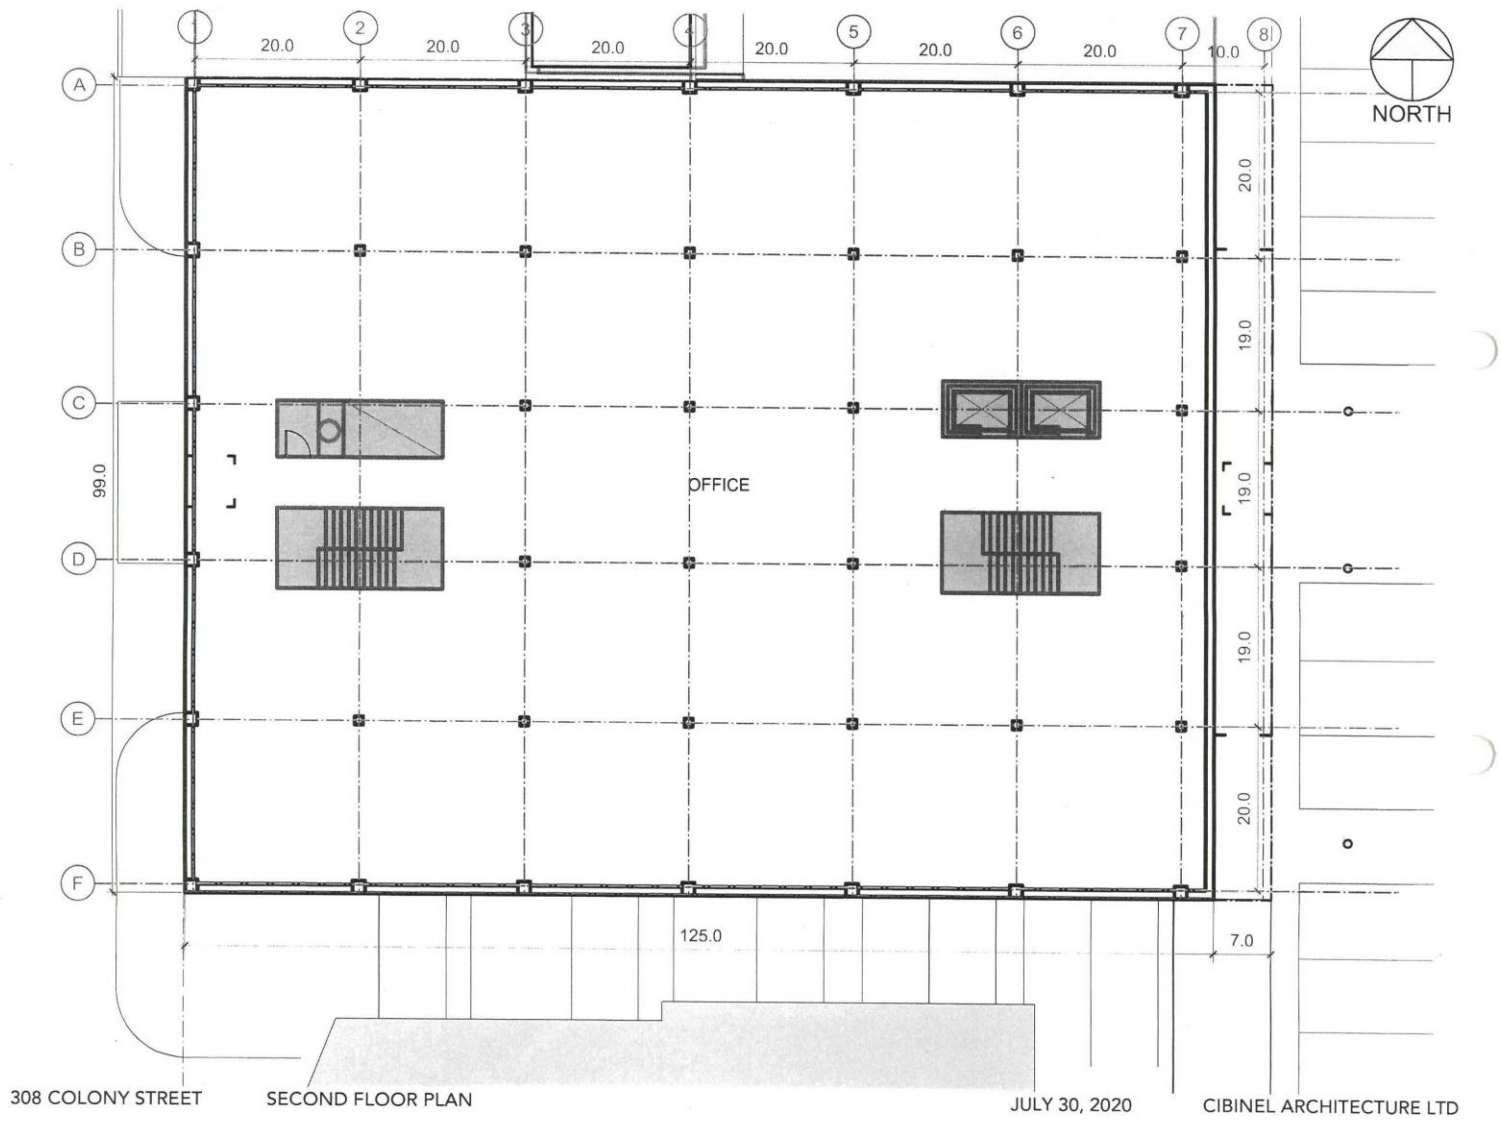 1 2 3 4 5 6 7 8
20.0 20.0 20.0 20.0 20.0 20.0 10.0
NORTH
A
20.0
B
19.0
C
99.0
OFFICE
19.0
D
19.0
E
20.0
F
125.0
7.0
308 COLONY STREET
SECOND FLOOR PLAN
JULY 30, 2020
CIBINEL ARCHITECTURE LTD